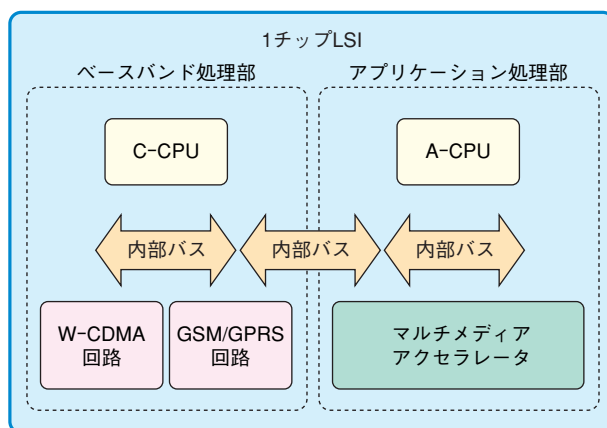 1チップLSI
ベースバンド処理部
アプリケーション処理部
C-CPU
A-CPU
内部バス
内部バス
内部バス
W-CDMA
回路
GSM/GPRS
回路
マルチメディア
アクセラレータ